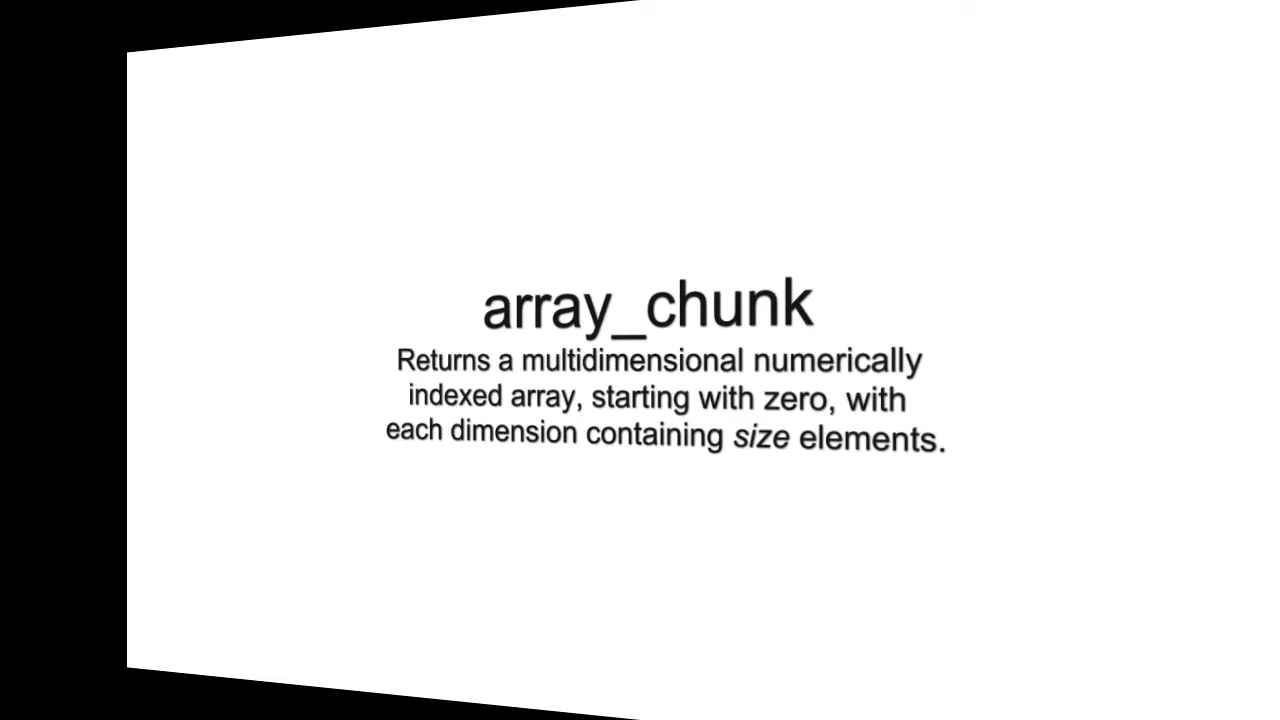 array_chunk
Returns a multidimensional numerically
indexed array, starting with zero, with
each dimension containing size elements.